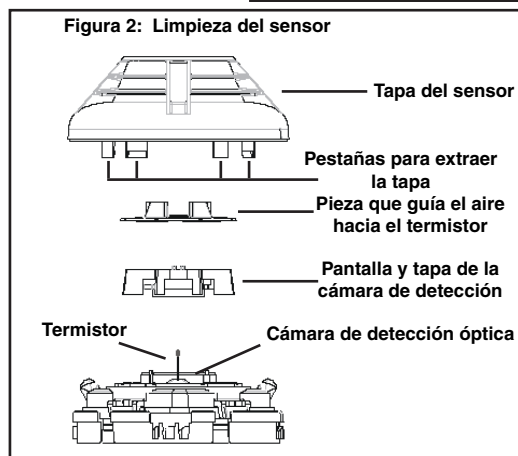 Figura 2: Limpieza del sensor
Tapa del sensor
Pestañas para extraer
la tapa
Pieza que guía el aire
hacia el termistor
Pantalla y tapa de la
cámara de detección
Termistor
Cámara de detección óptica